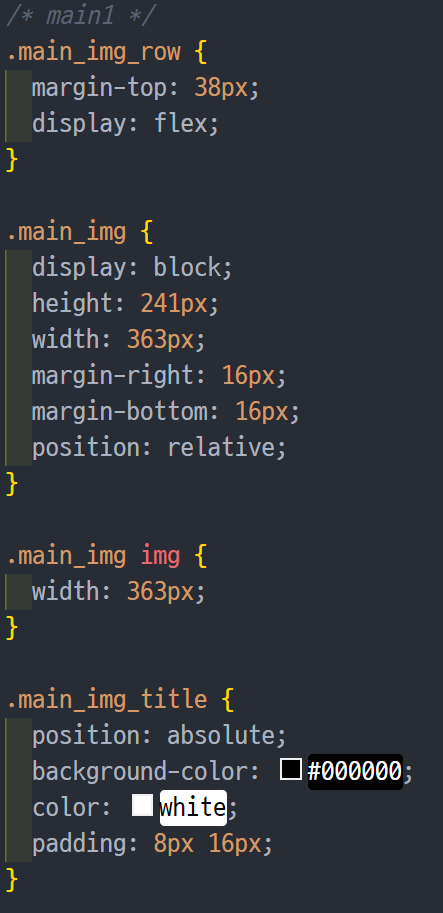 /* main1 */
.main_img_row {
margin-top: 38px;
display: flex;
}
.main_img {
display: block;
height: 241px;
width: 363px;
margin-right: 16px;
margin-bottom: 16px;
position: relative;
}
.main_img img {
width: 363px;
}
.main_img_title {
position: absolute;
background-color: #000000;
color: white;
padding: 8px 16px;
}